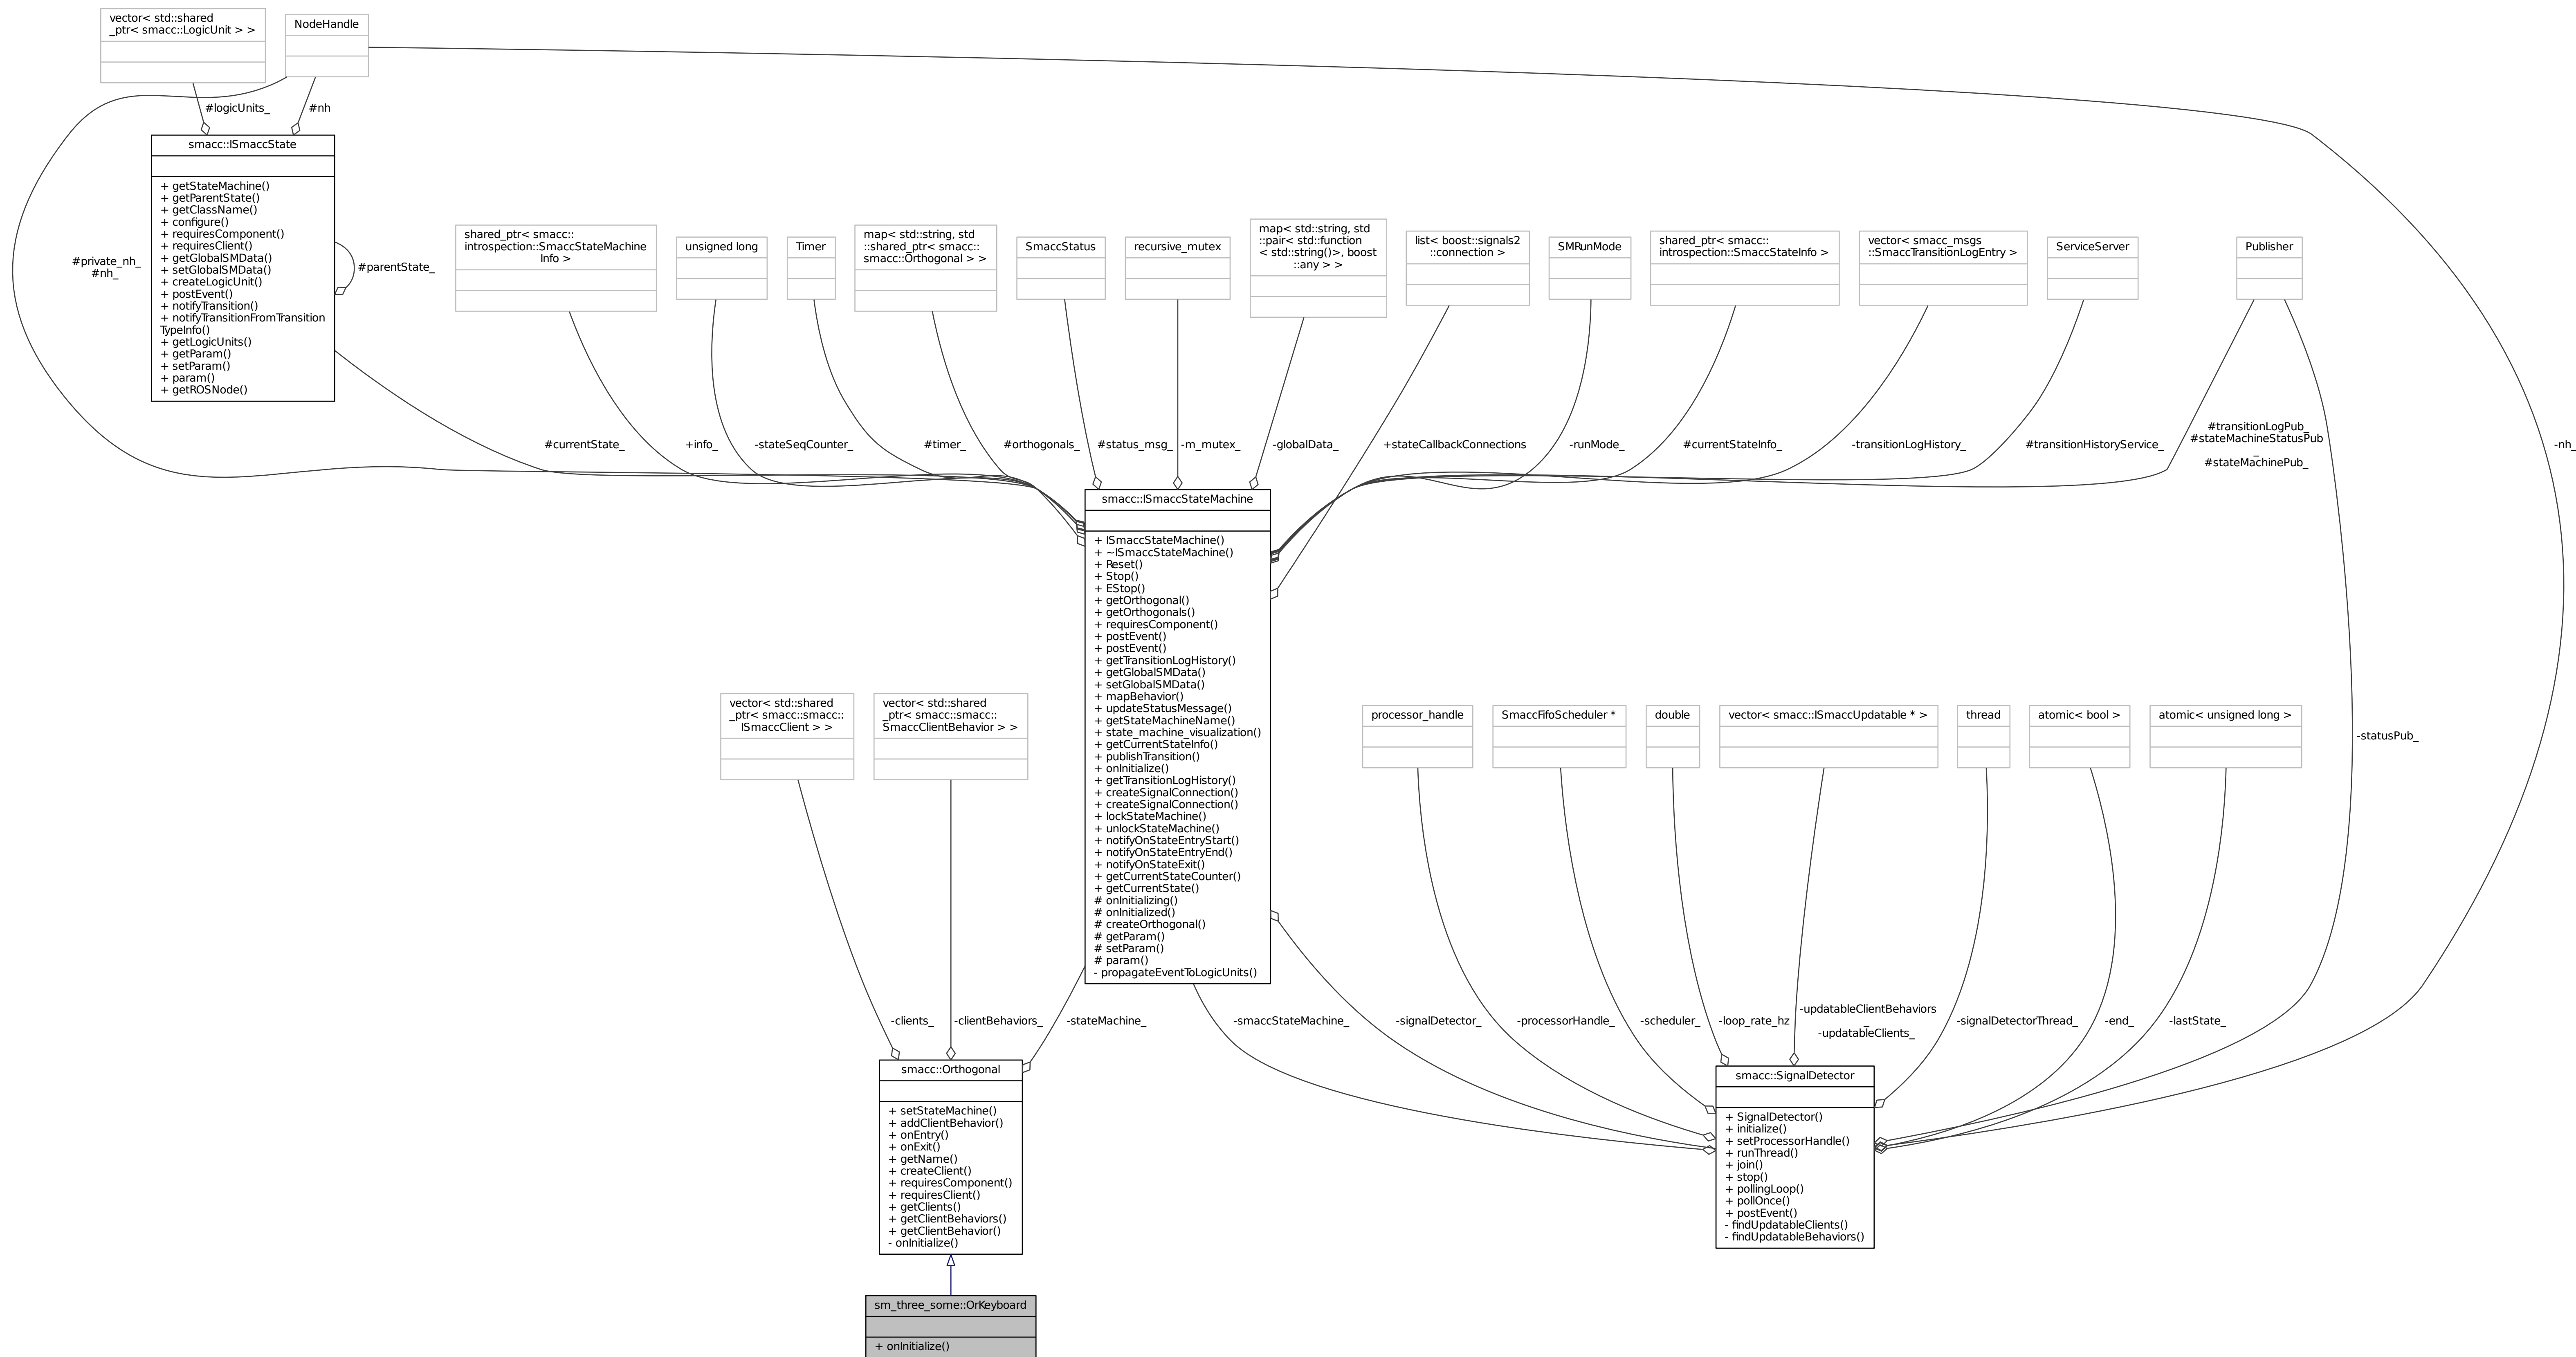 vector< std::shared
_ptr< smacc::LogicUnit > >
NodeHandle
#logicUnits_
#nh
smacc::ISmaccState
+ getStateMachine()
+ getParentState()
+ getClassName()
+ configure()
+ requiresComponent()
+ requiresClient()
+ getGlobalSMData()
+ setGlobalSMData()
+ createLogicUnit()
+ postEvent()
+ notifyTransition()
+ notifyTransitionFromTransition
TypeInfo()
+ getLogicUnits()
+ getParam()
+ setParam()
+ param()
+ getROSNode()
#private_nh_
#nh_
#parentState_
shared_ptr< smacc::
introspection::SmaccStateMachine
Info >
unsigned long
Timer
map< std::string, std
::shared_ptr< smacc::
smacc::Orthogonal > >
SmaccStatus
recursive_mutex
map< std::string, std
::pair< std::function
< std::string()>, boost
::any > >
list< boost::signals2
::connection >
SMRunMode
shared_ptr< smacc::
introspection::SmaccStateInfo >
vector< smacc_msgs
::SmaccTransitionLogEntry >
ServiceServer
Publisher
#currentState_
+info_
-stateSeqCounter_
#timer_
#orthogonals_
#status_msg_
-m_mutex_
-globalData_
+stateCallbackConnections
-runMode_
#currentStateInfo_
-transitionLogHistory_
#transitionHistoryService_
#transitionLogPub_
#stateMachineStatusPub
_
#stateMachinePub_
-nh_
smacc::ISmaccStateMachine
+ ISmaccStateMachine()
+ ~ISmaccStateMachine()
+ Reset()
+ Stop()
+ EStop()
+ getOrthogonal()
+ getOrthogonals()
+ requiresComponent()
+ postEvent()
+ postEvent()
+ getTransitionLogHistory()
+ getGlobalSMData()
+ setGlobalSMData()
+ mapBehavior()
+ updateStatusMessage()
+ getStateMachineName()
+ state_machine_visualization()
+ getCurrentStateInfo()
+ publishTransition()
+ onInitialize()
+ getTransitionLogHistory()
+ createSignalConnection()
+ createSignalConnection()
+ lockStateMachine()
+ unlockStateMachine()
+ notifyOnStateEntryStart()
+ notifyOnStateEntryEnd()
+ notifyOnStateExit()
+ getCurrentStateCounter()
+ getCurrentState()
# onInitializing()
# onInitialized()
# createOrthogonal()
# getParam()
# setParam()
# param()
- propagateEventToLogicUnits()
vector< std::shared
_ptr< smacc::smacc::
ISmaccClient > >
vector< std::shared
_ptr< smacc::smacc::
SmaccClientBehavior > >
processor_handle
SmaccFifoScheduler *
double
vector< smacc::ISmaccUpdatable * >
thread
atomic< bool >
atomic< unsigned long >
-statusPub_
-clients_
-clientBehaviors_
-stateMachine_
-smaccStateMachine_
-signalDetector_
-processorHandle_
-scheduler_
-loop_rate_hz
-updatableClientBehaviors
_
-updatableClients_
-signalDetectorThread_
-end_
-lastState_
smacc::Orthogonal
+ setStateMachine()
+ addClientBehavior()
+ onEntry()
+ onExit()
+ getName()
+ createClient()
+ requiresComponent()
+ requiresClient()
+ getClients()
+ getClientBehaviors()
+ getClientBehavior()
- onInitialize()
smacc::SignalDetector
+ SignalDetector()
+ initialize()
+ setProcessorHandle()
+ runThread()
+ join()
+ stop()
+ pollingLoop()
+ pollOnce()
+ postEvent()
- findUpdatableClients()
- findUpdatableBehaviors()
sm_three_some::OrKeyboard
+ onInitialize()